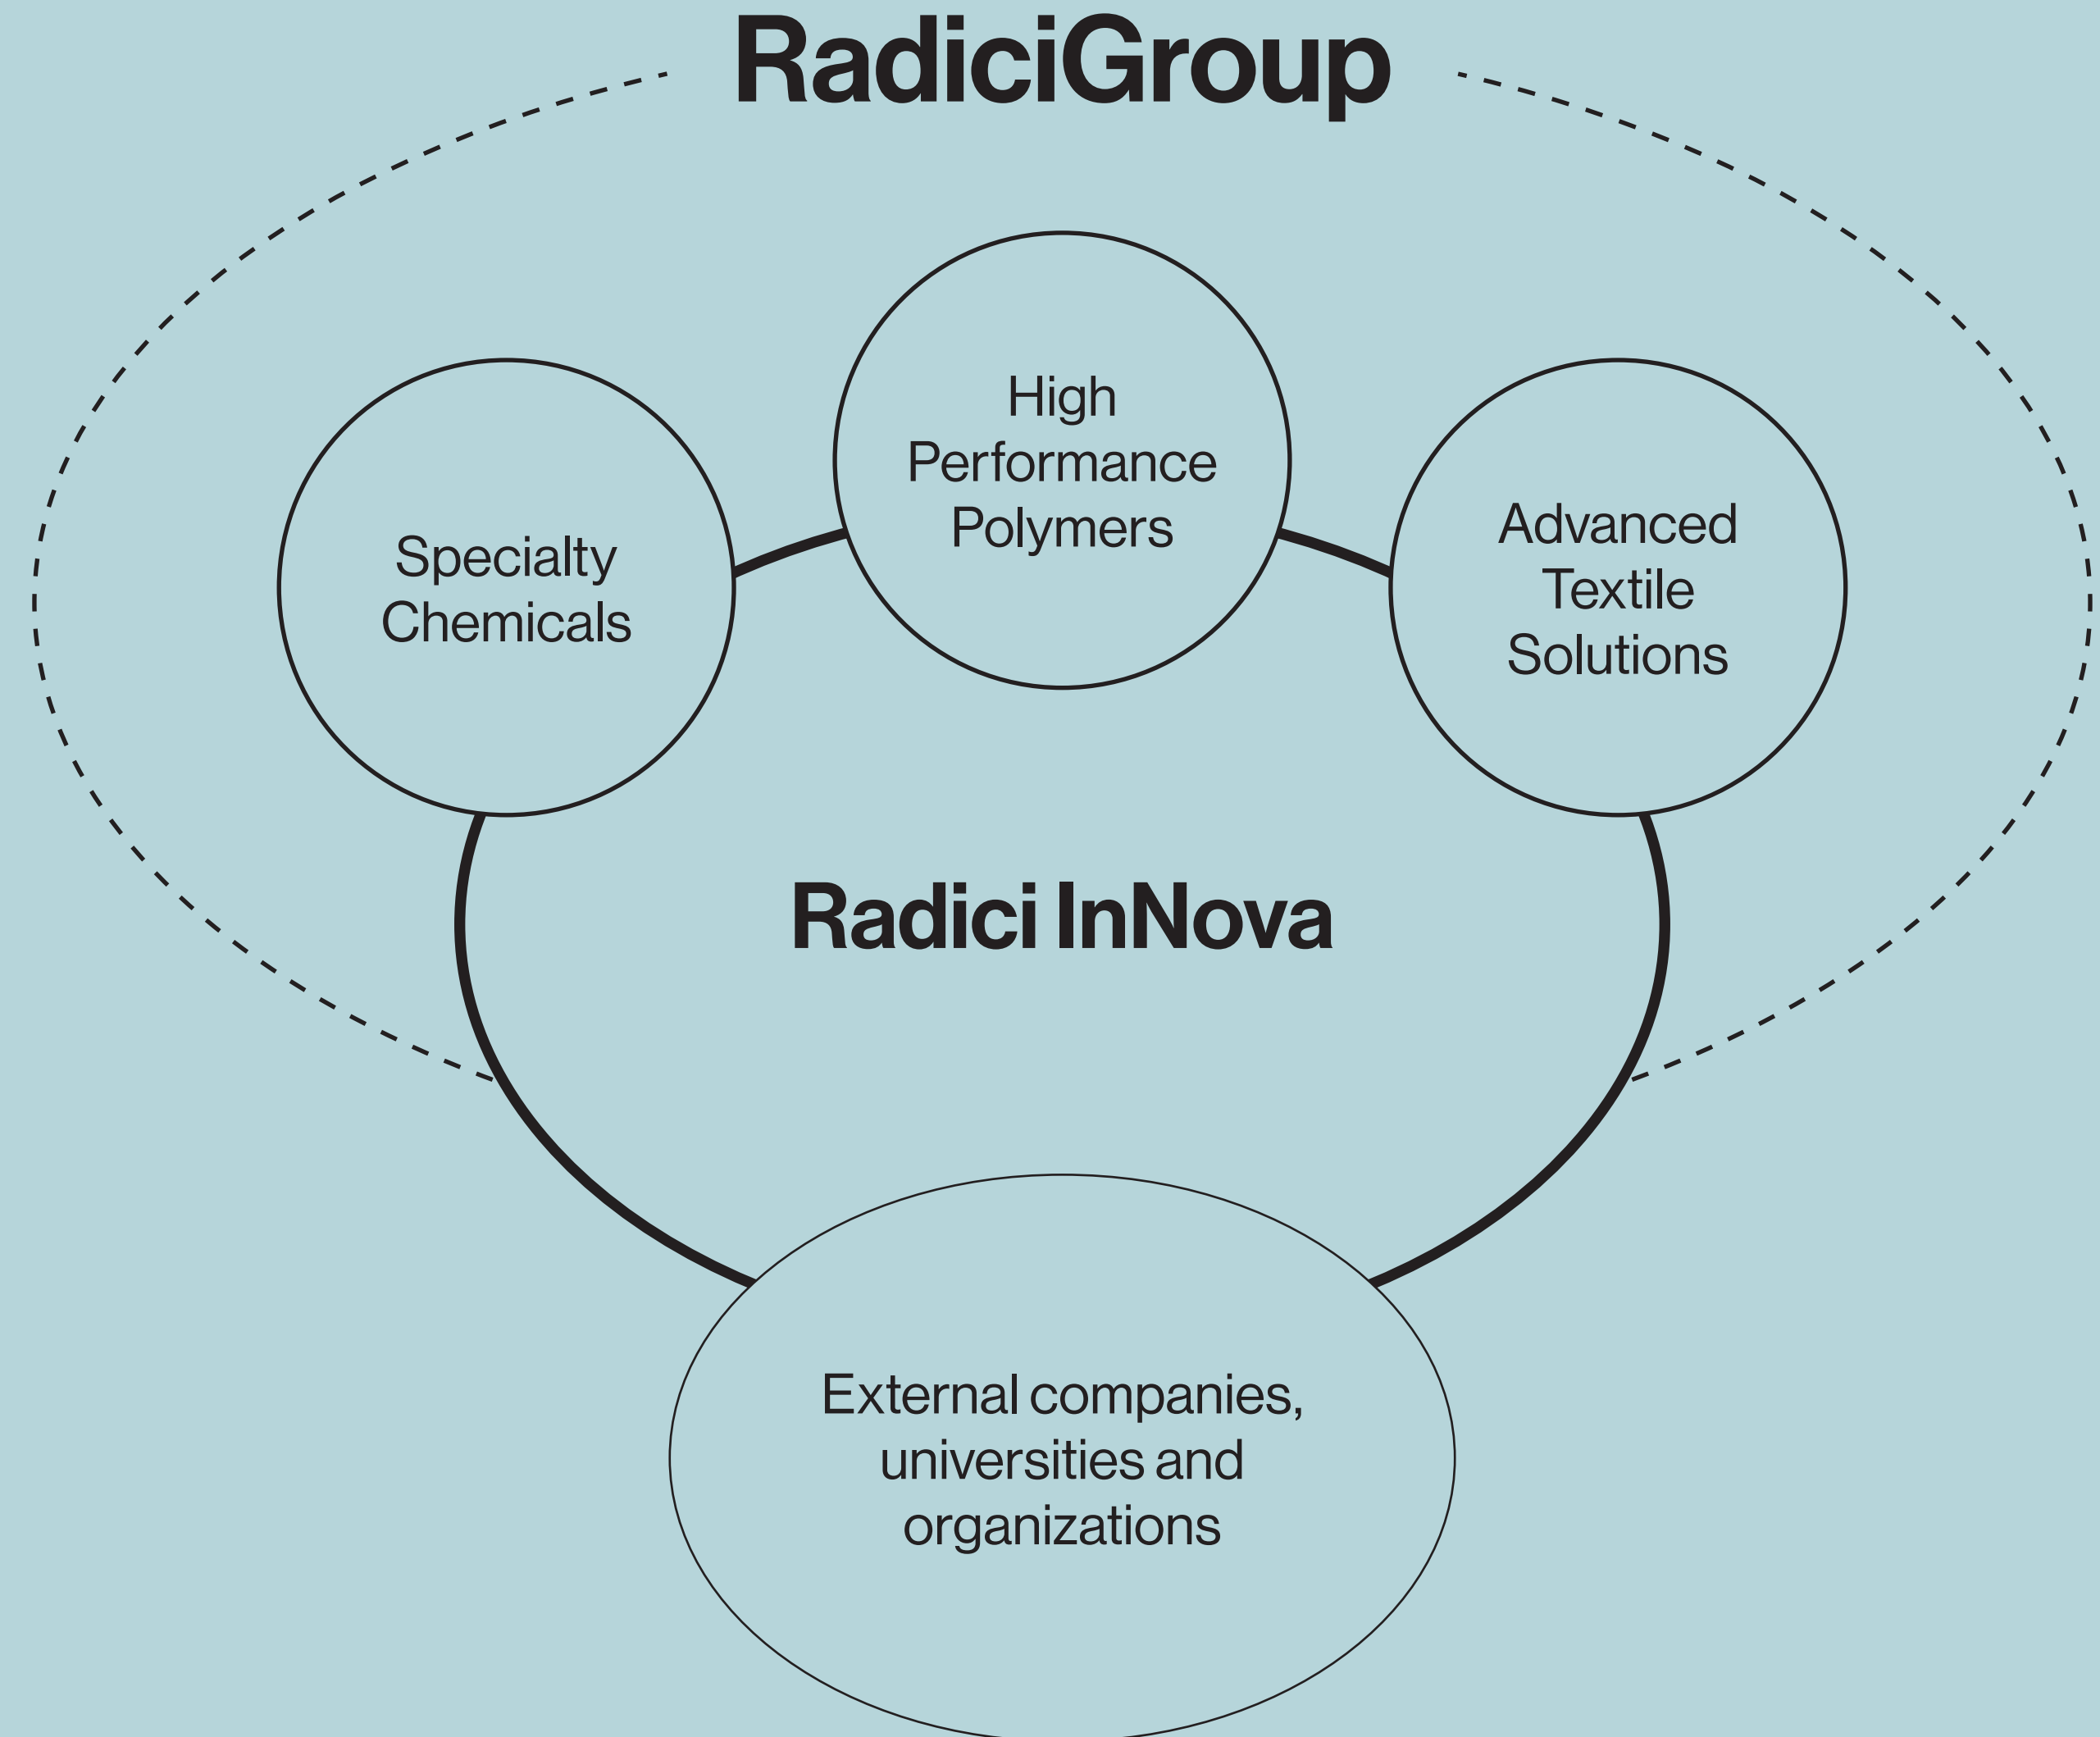 RadiciGroup
High
Performance
Polymers
Specialty
Chemicals
Advanced
Textile
Solutions
Radici InNova
External companies,
universities and
organizations